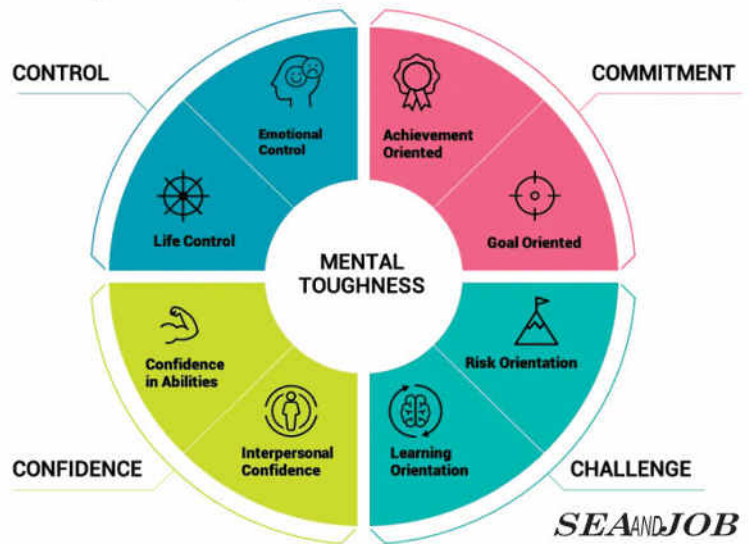 CONTROL
COMMITMENT
Emotional
Control
Achievement
Oriented
Life Control
Goal Oriented
MENTAL
TOUGHNESS
Confidence
in Abilities
Risk Orientation
Interpersonal
Confidence
Learning
Orientation
CONFIDENCE
CHALLENGE
SEAANDJOB